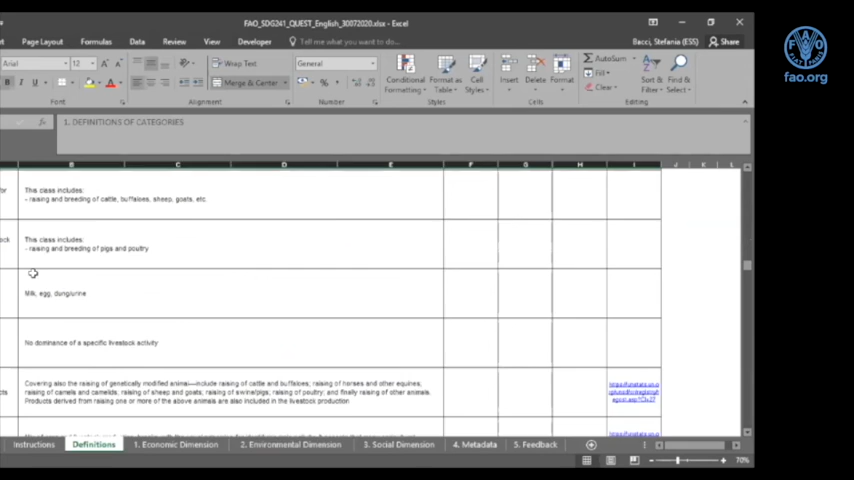 FAO_SDG241_QUEST_English_30072020.xlsx - Excel
Bacci, Stefania (ESS)
Share
Page Layout
Formulas
Data
Review
View
Developer
Tell me what you want to do...
Arial
12
Wrap Text
General
AutoSum
Fill
Clear
B I U
Merge & Center
Conditional Formatting
Format as Table
Cell Styles
Insert
Delete
Format
Sort & Filter
Find & Select
Font
Alignment
Number
Styles
Cells
Editing
fx
1. DEFINITIONS OF CATEGORIES
B C D E F G H I J K L
This class includes:
- raising and breeding of cattle, buffaloes, sheep, goats, etc.
This class includes:
- raising and breeding of pigs and poultry
Milk, egg, dung/urine
No dominance of a specific livestock activity
Covering also the raising of genetically modified animal—include raising of cattle and buffaloes; raising of horses and other equines;
raising of camels and camelids, raising of sheep and goats; raising of swine/pigs; raising of poultry; and finally raising of other animals.
Products derived from raising one or more of the above animals are also included in the livestock production
Instructions
Definitions
1. Economic Dimension
2. Environmental Dimension
3. Social Dimension
4. Metadata
5. Feedback
70%
FAO
FIAT PANIS
fao.org